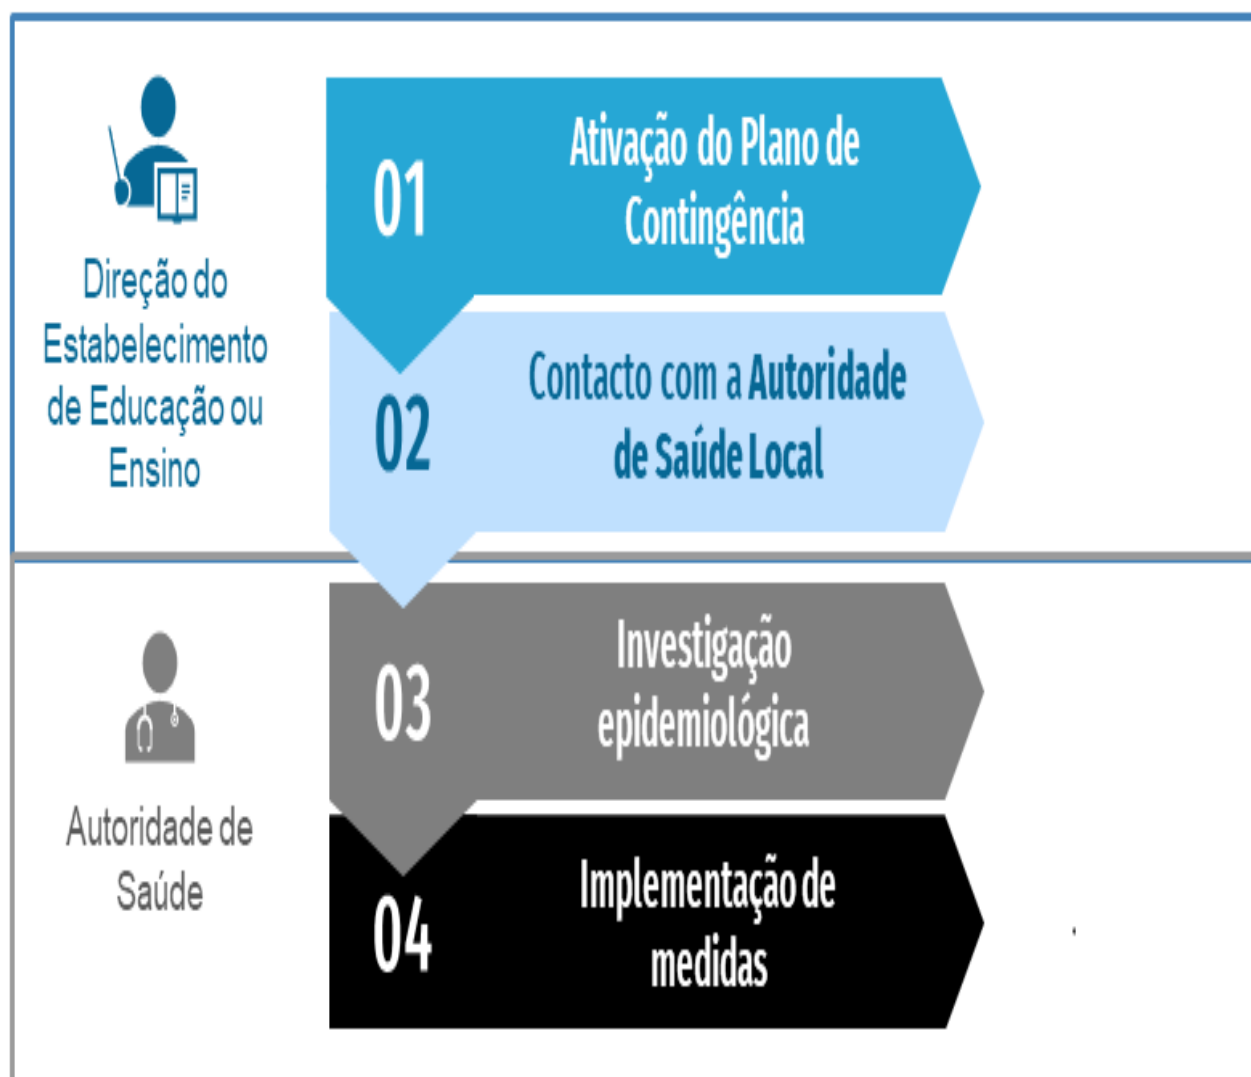 Direção do
Estabelecimento
de Educação ou
Ensino
01
Ativação do Plano de
Contingência
02
Contacto com a Autoridade
de Saúde Local
Autoridade de
Saúde
03
Investigação
epidemiológica
04
Implementação de
medidas